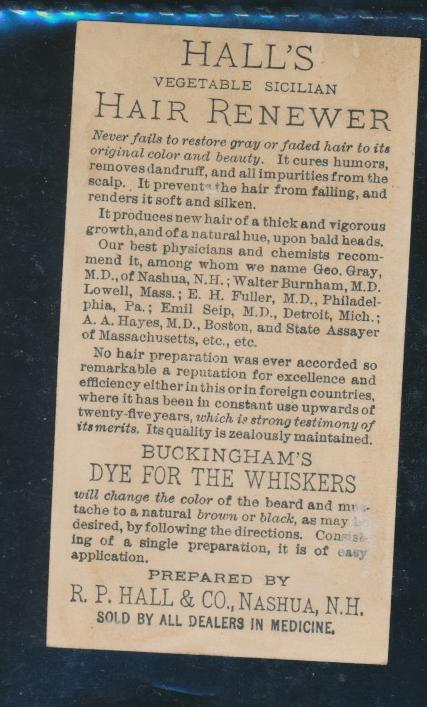 HALL'S
VEGETABLE SICILIAN
HAIR RENEWER
Never fails to restore gray or faded hair to its
original color and beauty. It cures humors,
removes dandruff, and all impurities from the
scalp. It prevents the hair from falling, and
renders it soft and silken.
It produces new hair of a thick and vigorous
growth, and of a natural hue, upon bald heads.
Our best physicians and chemists recom-
mend it, among whom we name Geo. Gray,
M.D., of Nashua, N.H.; Walter Burnham, M.D.
Lowell, Mass.; E. H. Fuller, M.D., Philadel-
phia, Pa.; Emil Seip, M.D., Detroit, Mich.;
A. A. Hayes, M.D., Boston, and State Assayer
of Massachusetts, etc., etc.
No hair preparation was ever accorded so
remarkable a reputation for excellence and
efficiency either in this or in foreign countries,
where it has been in constant use upwards of
twenty-five years, which is strong testimony of
its merits. Its quality is zealously maintained.
BUCKINGHAM'S
DYE FOR THE WHISKERS
will change the color of the beard and mus-
tache to a natural brown or black, as may be
desired, by following the directions. Consist-
ing of a single preparation, it is of easy
application.
PREPARED BY
R. P. HALL & CO., NASHUA, N.H.
SOLD BY ALL DEALERS IN MEDICINE.